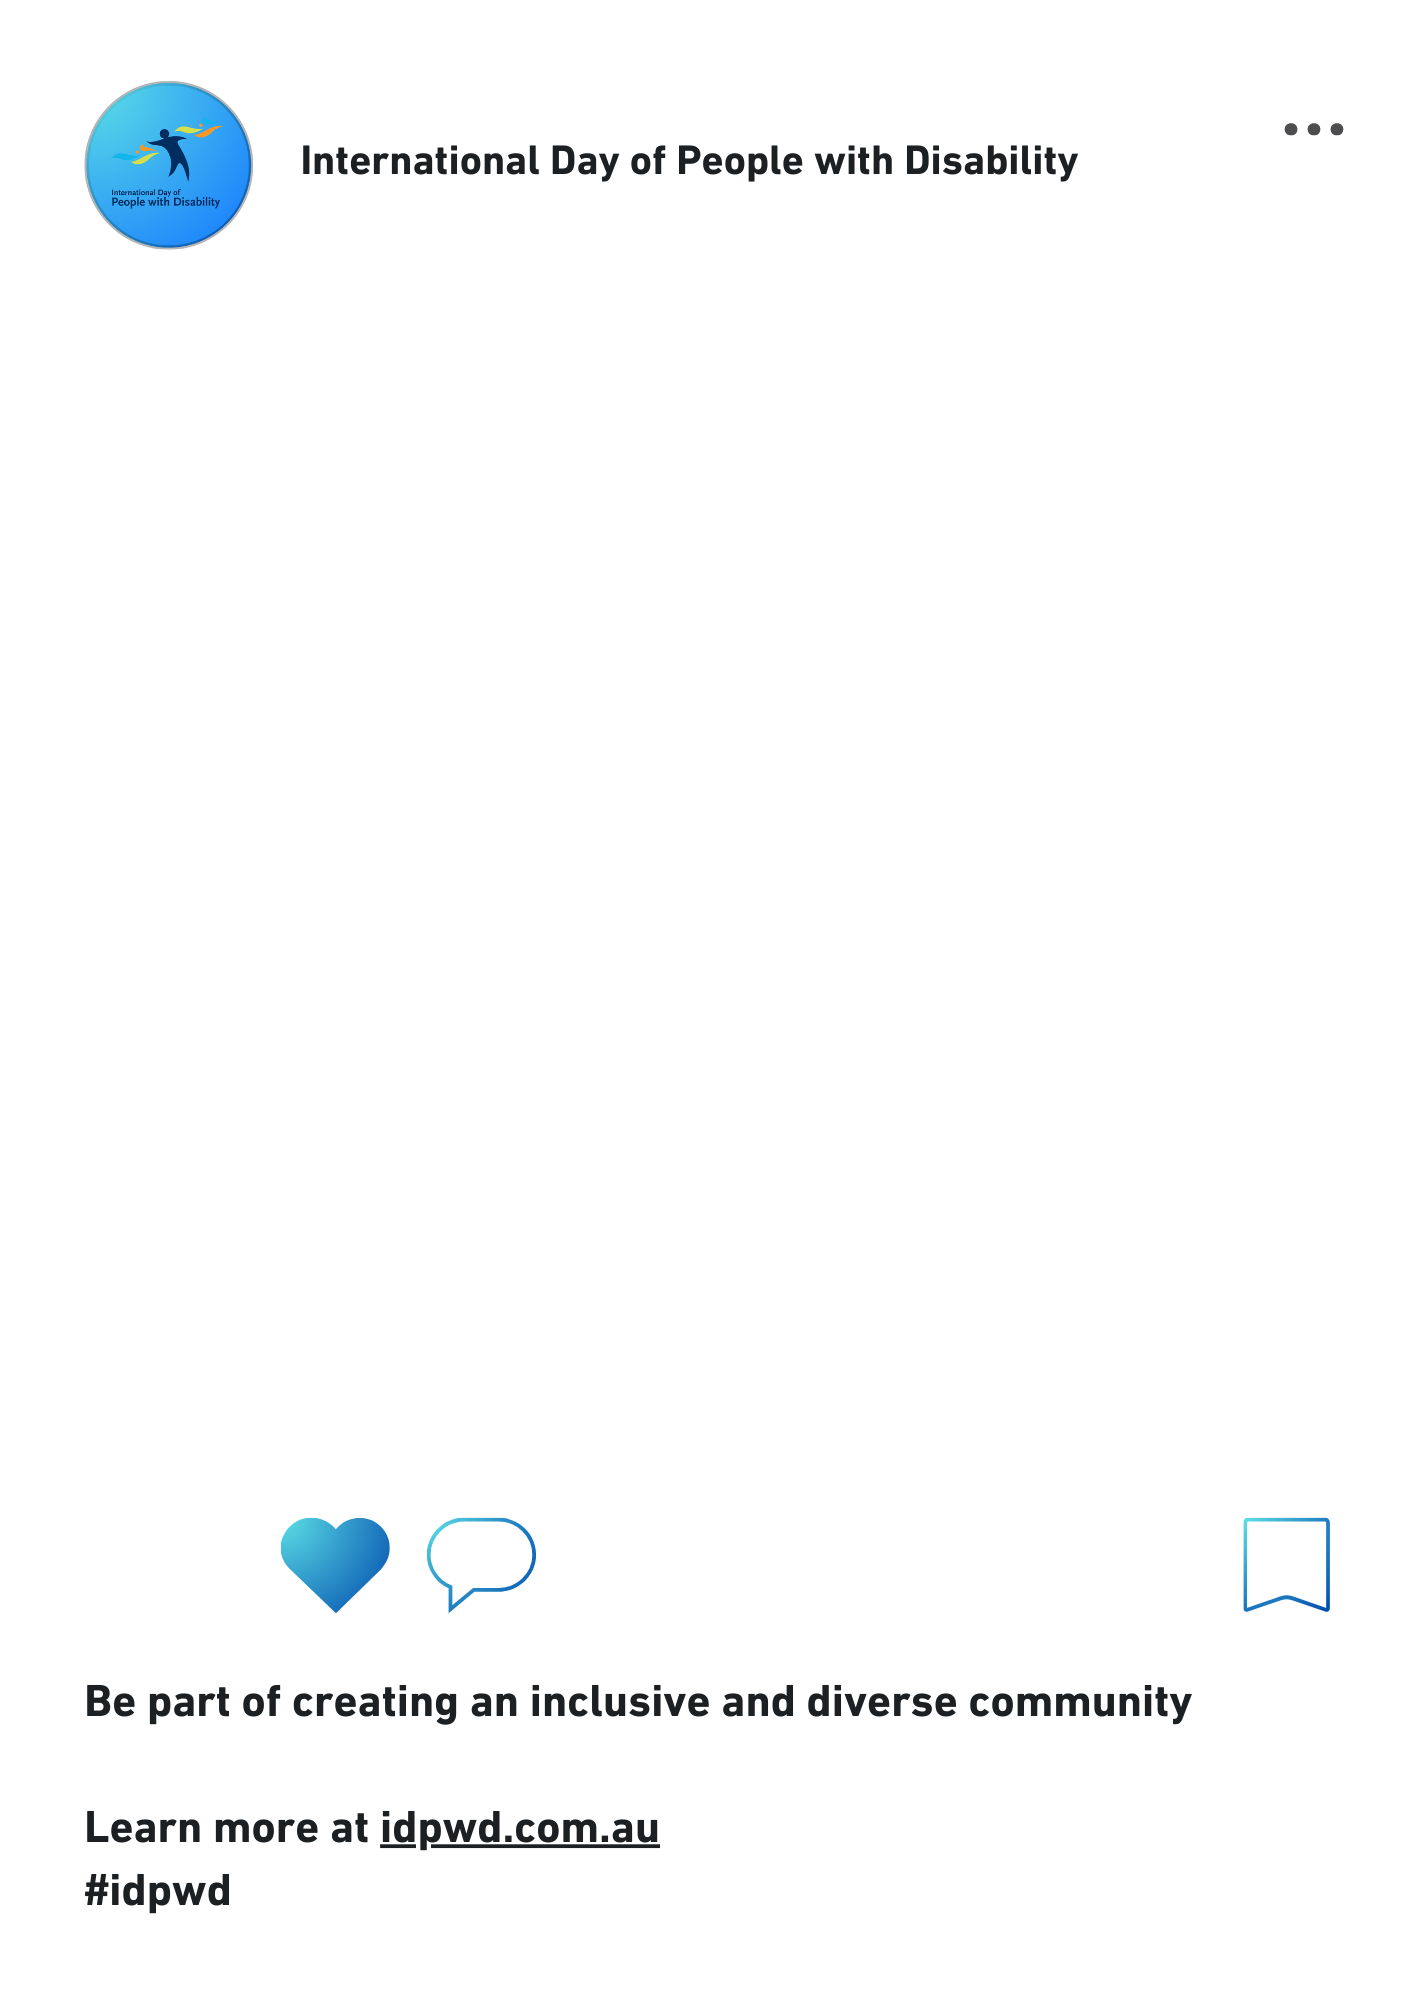 International Day of
People with Disability
International Day of People with Disability
Be part of creating an inclusive and diverse community
Learn more at idpwd.com.au
#idpwd